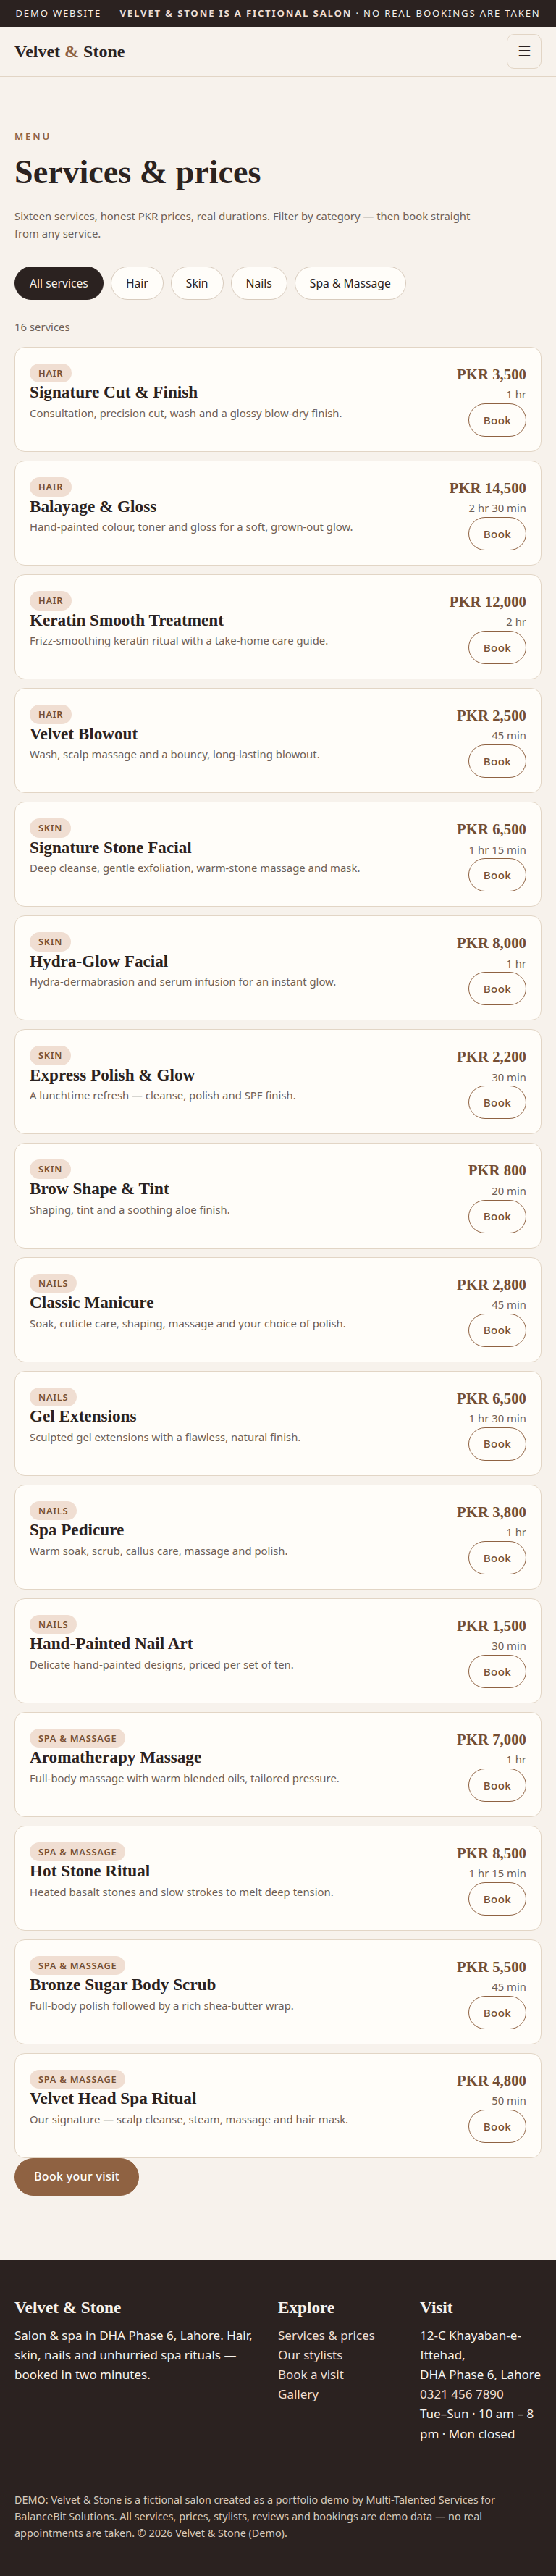 DEMO WEBSITE — VELVET & STONE IS A FICTIONAL SALON · NO REAL BOOKINGS ARE TAKEN
Velvet & Stone
☰
MENU
Services & prices
Sixteen services, honest PKR prices, real durations. Filter by category — then book straight
from any service.
All services
Hair
Skin
Nails
Spa & Massage
16 services
HAIR
Signature Cut & Finish
Consultation, precision cut, wash and a glossy blow-dry finish.
PKR 3,500
1 hr
Book
HAIR
Balayage & Gloss
Hand-painted colour, toner and gloss for a soft, grown-out glow.
PKR 14,500
2 hr 30 min
Book
HAIR
Keratin Smooth Treatment
Frizz-smoothing keratin ritual with a take-home care guide.
PKR 12,000
2 hr
Book
HAIR
Velvet Blowout
Wash, scalp massage and a bouncy, long-lasting blowout.
PKR 2,500
45 min
Book
SKIN
Signature Stone Facial
Deep cleanse, gentle exfoliation, warm-stone massage and mask.
PKR 6,500
1 hr 15 min
Book
SKIN
Hydra-Glow Facial
Hydra-dermabrasion and serum infusion for an instant glow.
PKR 8,000
1 hr
Book
SKIN
Express Polish & Glow
A lunchtime refresh — cleanse, polish and SPF finish.
PKR 2,200
30 min
Book
SKIN
Brow Shape & Tint
Shaping, tint and a soothing aloe finish.
PKR 800
20 min
Book
NAILS
Classic Manicure
Soak, cuticle care, shaping, massage and your choice of polish.
PKR 2,800
45 min
Book
NAILS
Gel Extensions
Sculpted gel extensions with a flawless, natural finish.
PKR 6,500
1 hr 30 min
Book
NAILS
Spa Pedicure
Warm soak, scrub, callus care, massage and polish.
PKR 3,800
1 hr
Book
NAILS
Hand-Painted Nail Art
Delicate hand-painted designs, priced per set of ten.
PKR 1,500
30 min
Book
SPA & MASSAGE
Aromatherapy Massage
Full-body massage with warm blended oils, tailored pressure.
PKR 7,000
1 hr
Book
SPA & MASSAGE
Hot Stone Ritual
Heated basalt stones and slow strokes to melt deep tension.
PKR 8,500
1 hr 15 min
Book
SPA & MASSAGE
Bronze Sugar Body Scrub
Full-body polish followed by a rich shea-butter wrap.
PKR 5,500
45 min
Book
SPA & MASSAGE
Velvet Head Spa Ritual
Our signature — scalp cleanse, steam, massage and hair mask.
PKR 4,800
50 min
Book
Book your visit
Velvet & Stone
Salon & spa in DHA Phase 6, Lahore. Hair,
skin, nails and unhurried spa rituals —
booked in two minutes.
Explore
Services & prices
Our stylists
Book a visit
Gallery
Visit
12-C Khayaban-e-
Ittehad,
DHA Phase 6, Lahore
0321 456 7890
Tue–Sun · 10 am – 8
pm · Mon closed
DEMO: Velvet & Stone is a fictional salon created as a portfolio demo by Multi-Talented Services for
BalanceBit Solutions. All services, prices, stylists, reviews and bookings are demo data — no real
appointments are taken. © 2026 Velvet & Stone (Demo).